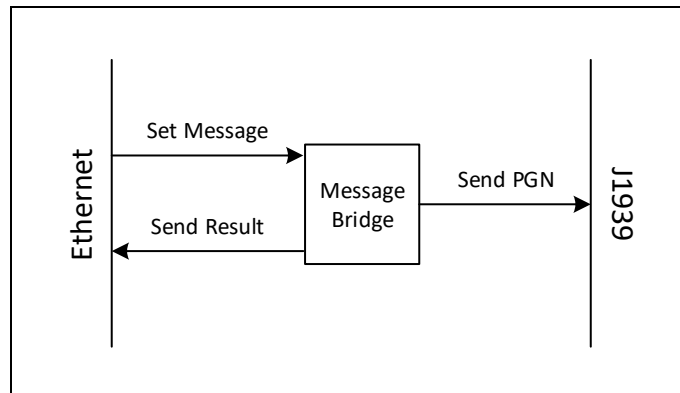 Ethernet
Set Message
Send Result
Message
Bridge
Send PGN
J1939